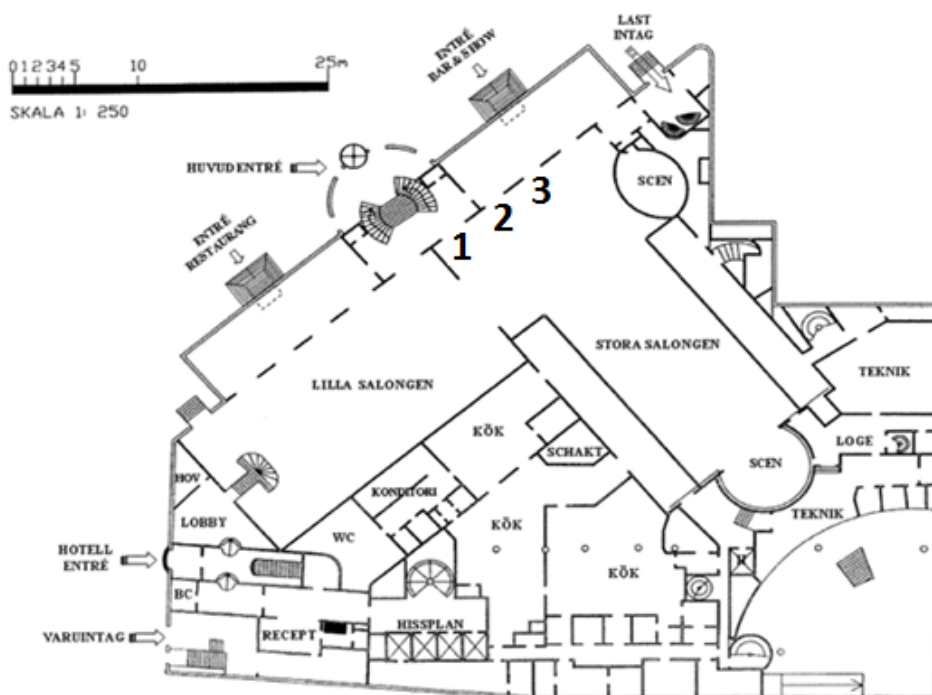 LAST
INTAG
ENTRÉ
BAR & SHOW
0 1 2 3 4 5 10 25m
SKALA 1: 250
HUVUDENTRÉ
SCEN
3
2
1
ENTRÉ
RESTAURANG
STORA SALONGEN
TEKNIK
LILLA SALONGEN
KÖK
SCHAKT
LOGE
SCEN
HOV
KONDITORI
TEKNIK
LOBBY
WC
KÖK
HOTELL
ENTRÉ
KÖK
H
BC
VARUINTAG
RECEPT
HISSPLAN